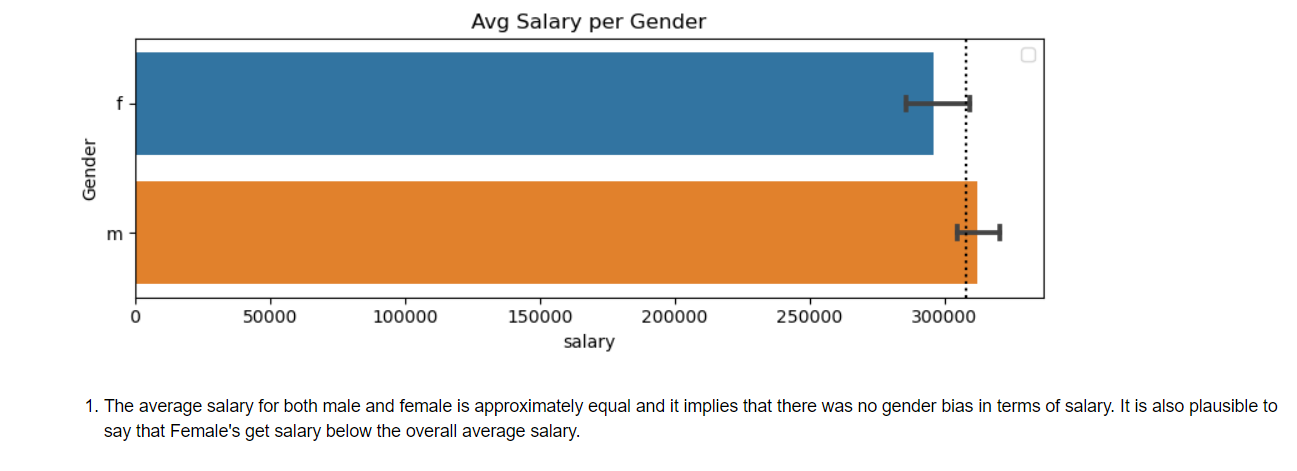 Avg Salary per Gender
f
Gender
m
0 50000 100000 150000 200000 250000 300000
salary
1. The average salary for both male and female is approximately equal and it implies that there was no gender bias in terms of salary. It is also plausible to
say that Female's get salary below the overall average salary.